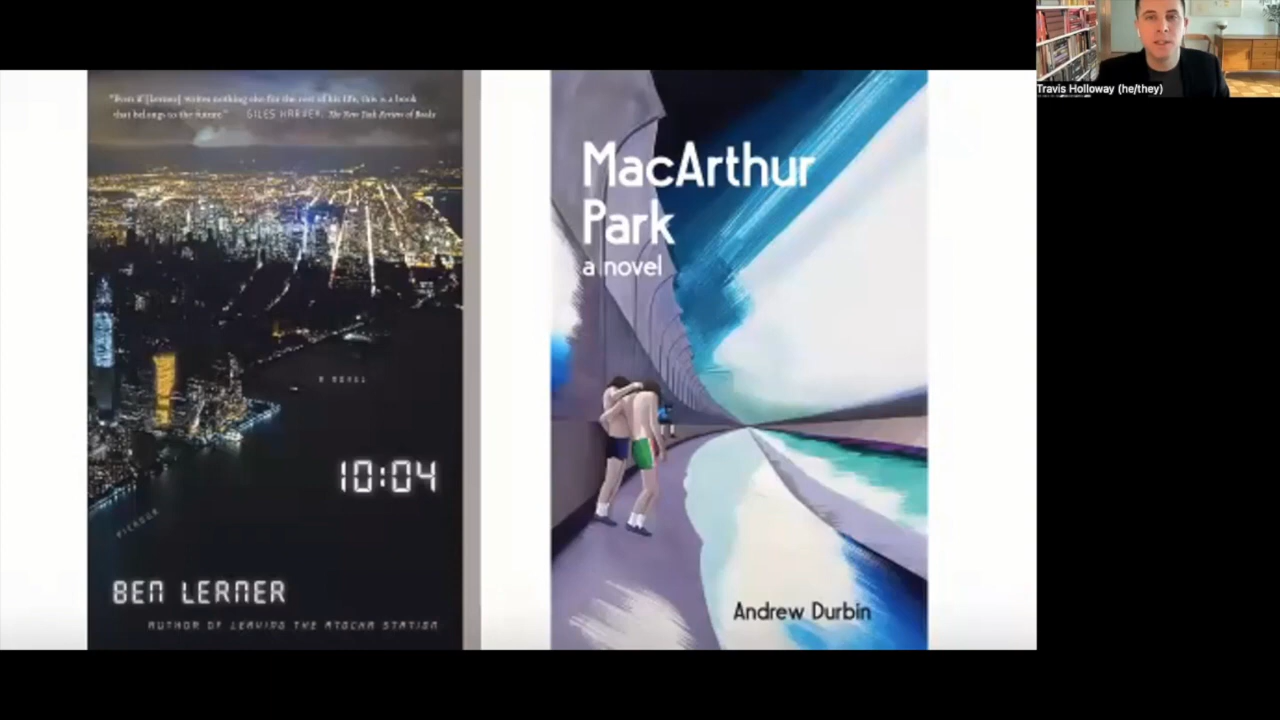 "Even if [Lerner] writes nothing else for the rest of his life, this is a book
that belongs to the future." GILES HARVEY, The New York Review of Books
A NOVEL
10:04
PICADOR
BEN LERNER
AUTHOR OF LEAVING THE ATOCHA STATION
MacArthur
Park
a novel
Andrew Durbin
Travis Holloway (he/they)